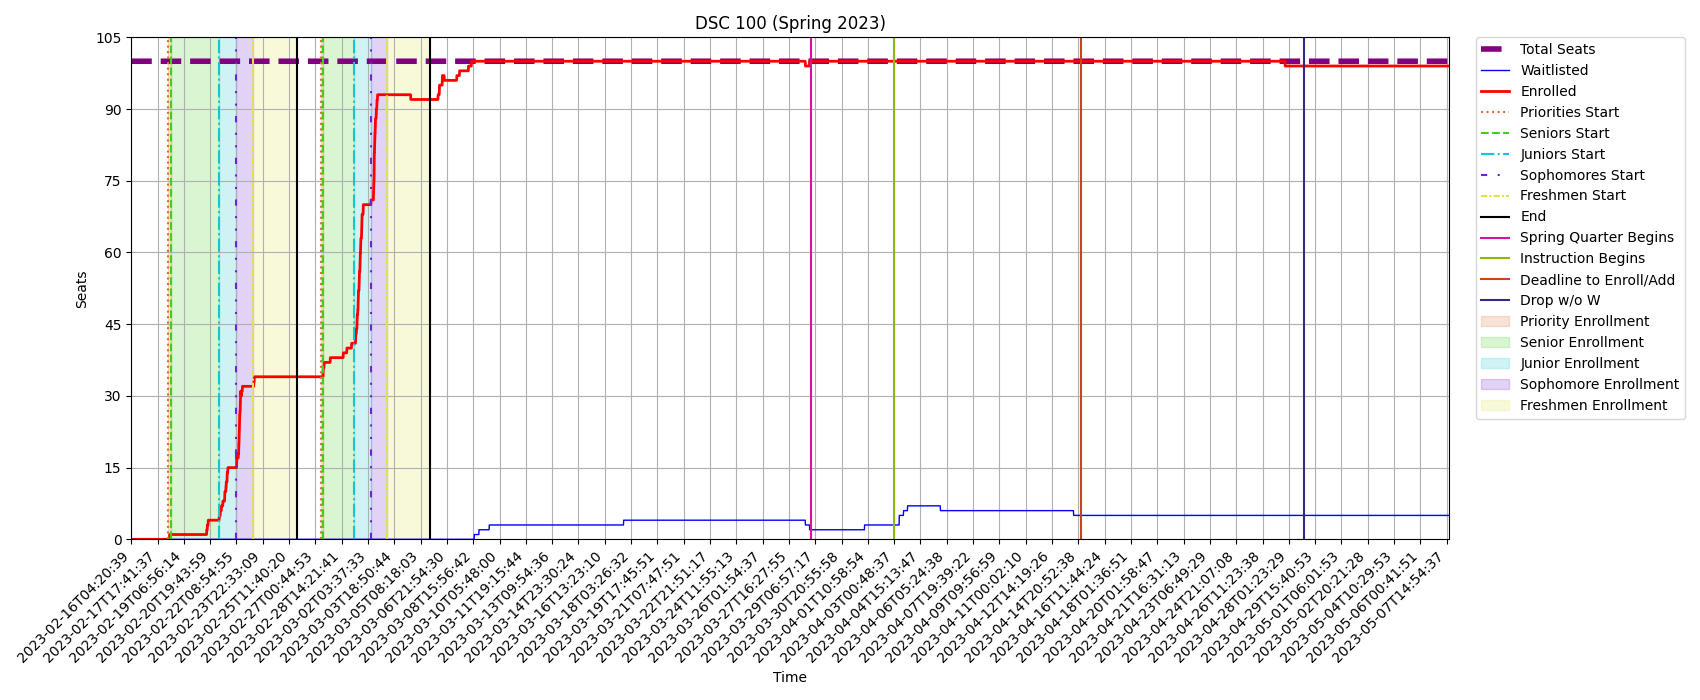 DSC 100 (Spring 2023)
105
90
75
60
45
30
15
0
Seats
2023-02-16T04:20:39
2023-02-17T17:41:37
2023-02-19T06:56:14
2023-02-20T19:43:59
2023-02-22T08:54:55
2023-02-23T22:33:09
2023-02-25T11:40:20
2023-02-27T00:44:53
2023-02-28T14:21:41
2023-03-02T03:37:33
2023-03-03T18:50:44
2023-03-05T08:18:03
2023-03-06T21:54:30
2023-03-08T15:56:42
2023-03-10T05:48:00
2023-03-11T19:15:44
2023-03-13T09:54:36
2023-03-14T23:30:24
2023-03-16T13:23:10
2023-03-18T03:26:32
2023-03-19T17:45:51
2023-03-21T07:47:51
2023-03-22T21:51:17
2023-03-24T11:55:13
2023-03-26T01:54:37
2023-03-27T16:27:55
2023-03-29T06:57:17
2023-03-30T20:55:58
2023-04-01T10:58:54
2023-04-03T00:48:37
2023-04-04T15:13:47
2023-04-06T05:24:38
2023-04-07T19:39:22
2023-04-09T09:56:59
2023-04-11T00:02:10
2023-04-12T14:19:26
2023-04-14T20:52:38
2023-04-16T11:44:24
2023-04-18T01:36:51
2023-04-20T01:58:47
2023-04-21T16:31:13
2023-04-23T06:49:29
2023-04-24T21:07:08
2023-04-26T11:23:38
2023-04-28T01:23:29
2023-04-29T15:40:53
2023-05-01T06:01:53
2023-05-02T20:21:28
2023-05-04T10:29:53
2023-05-06T00:41:51
2023-05-07T14:54:37
Time
Total Seats
Waitlisted
Enrolled
Priorities Start
Seniors Start
Juniors Start
Sophomores Start
Freshmen Start
End
Spring Quarter Begins
Instruction Begins
Deadline to Enroll/Add
Drop w/o W
Priority Enrollment
Senior Enrollment
Junior Enrollment
Sophomore Enrollment
Freshmen Enrollment